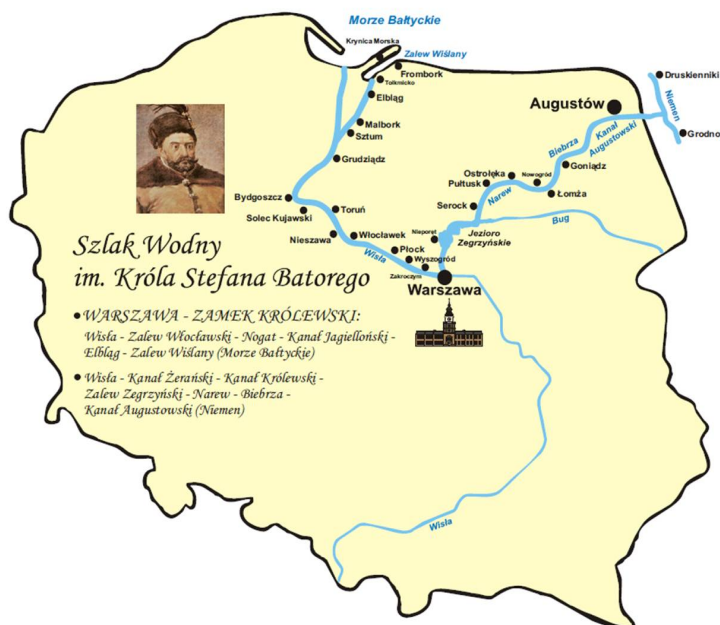 Morze Bałtyckie
Krynica Morska
Zalew Wiślany
Frombork
Tolkmicko
Elbląg
Druskienniki
Niemen
Grodno
Augustów
Kanał
Augustowski
Biebrza
Malbork
Sztum
Grudziądz
Goniądz
Ostrołęka
Nowogród
Pułtusk
Łomża
Narew
Serock
Bug
Bydgoszcz
Solec Kujawski
Toruń
Nieszawa
Włocławek
Nieporęt
Jezioro
Zegrzyńskie
Płock
Wisła
Wyszogród
Zakroczym
Warszawa
Szlak Wodny
im. Króla Stefana Batorego
• WARSZAWA - ZAMEK KRÓLEWSKI:
Wisła - Zalew Włocławski - Nogat - Kanał Jagielloński -
Elbląg - Zalew Wiślany (Morze Bałtyckie)
• Wisła - Kanał Żerański - Kanał Królewski -
Zalew Zegrzyński - Narew - Biebrza -
Kanał Augustowski (Niemen)
Wisła